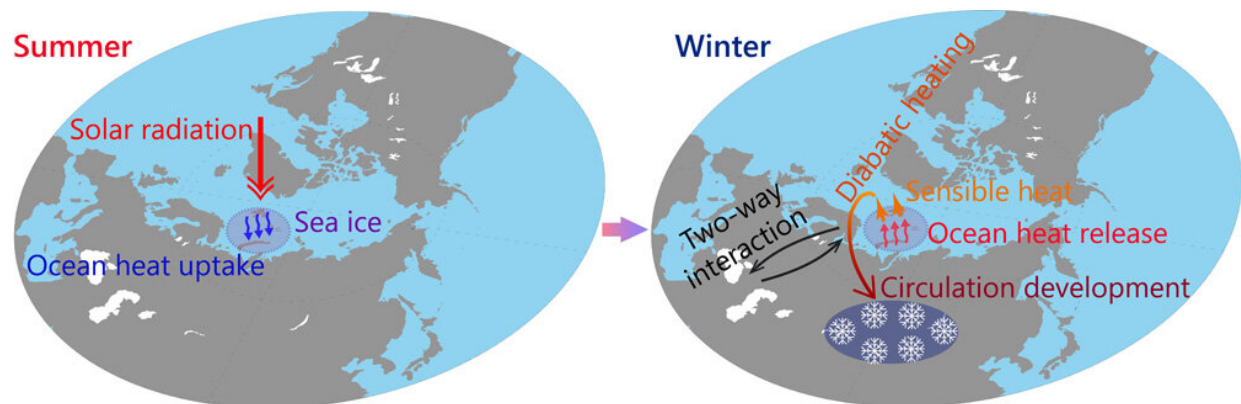 Summer
Solar radiation
Sea ice
Ocean heat uptake
Winter
Diabatic heating
Sensible heat
Two-way
interaction
Ocean heat release
Circulation development